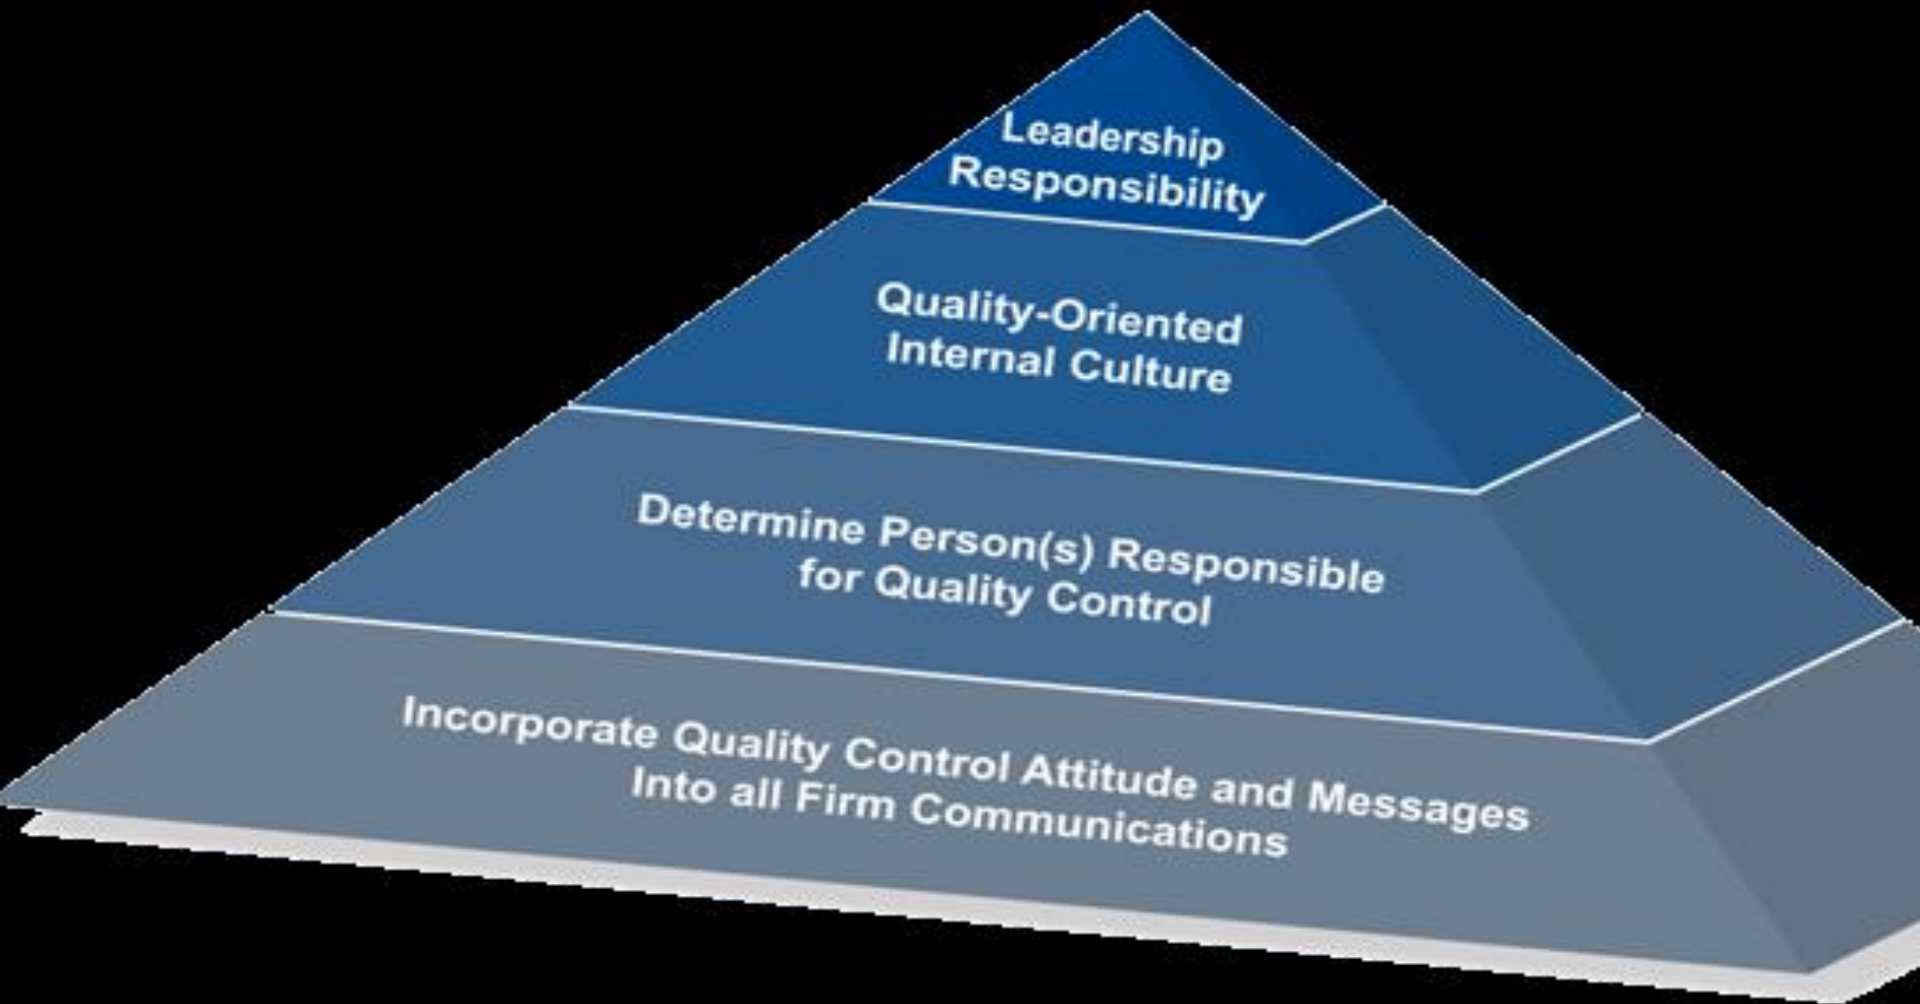 Leadership
Responsibility
Quality-Oriented
Internal Culture
Determine Person(s) Responsible
for Quality Control
Incorporate Quality Control Attitude and Messages
Into all Firm Communications